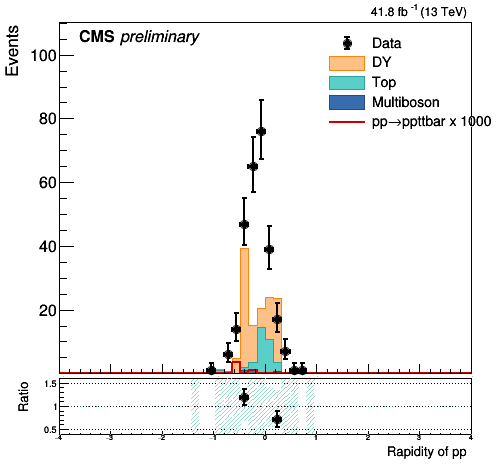 41.8 fb⁻¹ (13 TeV)
Events
CMS preliminary
Data
DY
Top
Multiboson
pp→ppttbar x 1000
100
80
60
40
20
Ratio
1.5
1
0.5
-4 -3 -2 -1 0 1 2 3 4
Rapidity of pp